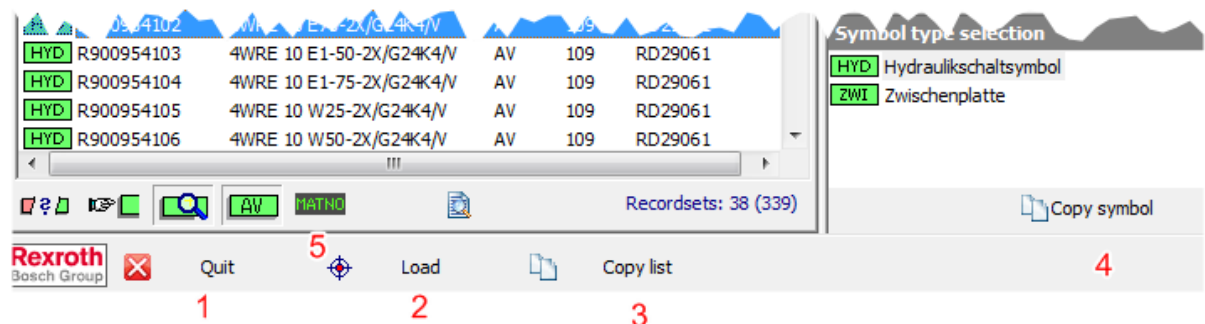 Symbol type selection
HYD R900954103 4WRE 10 E1-50-2X/G24K4/V AV 109 RD29061
HYD R900954104 4WRE 10 E1-75-2X/G24K4/V AV 109 RD29061
HYD R900954105 4WRE 10 W25-2X/G24K4/V AV 109 RD29061
HYD R900954106 4WRE 10 W50-2X/G24K4/V AV 109 RD29061
HYD Hydraulikschaltsymbol
ZWI Zwischenplatte
AV MATNO Recordsets: 38 (339)
Copy symbol
Rexroth
Bosch Group
Quit 5 Load Copy list 4
1 2 3